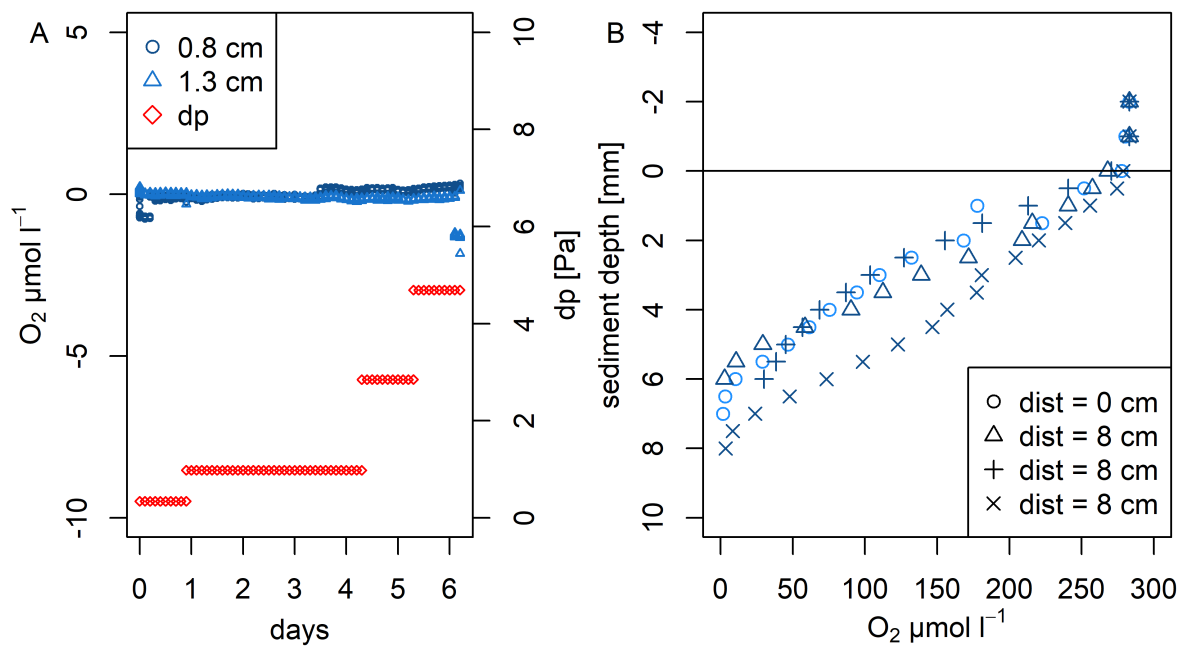 A
0.8 cm
1.3 cm
dp
5
0
-5
-10
O₂ µmol l⁻¹
10
8
6
4
2
0
dp [Pa]
0 1 2 3 4 5 6
days
B
-4
-2
0
2
4
6
8
10
sediment depth [mm]
dist = 0 cm
dist = 8 cm
dist = 8 cm
dist = 8 cm
0 50 100 150 200 250 300
O₂ µmol l⁻¹